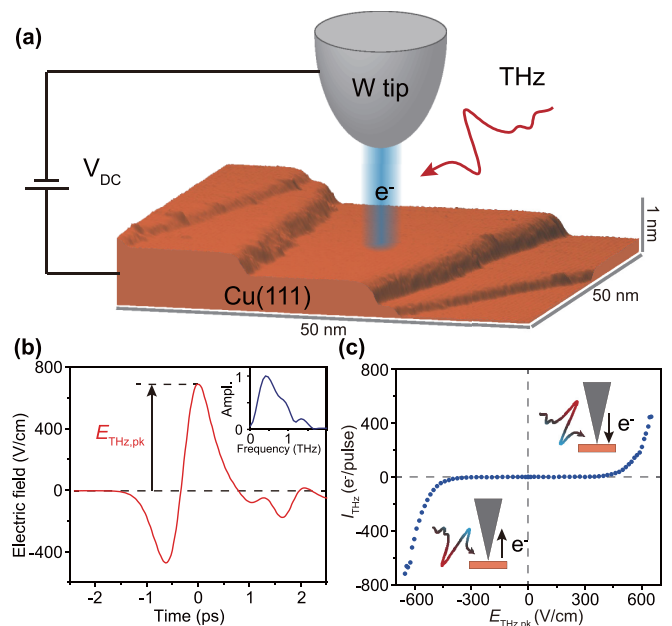 (a)
W tip
THz
V_DC
e-
1 nm
Cu(111)
50 nm
50 nm
(b)
800
400
0
-400
Electric field (V/cm)
E_THz,pk
-2
-1
0
1
2
Time (ps)
1
0
Ampl.
0
1
Frequency (THz)
(c)
800
400
0
-400
-800
I_THz (e-/pulse)
e-
e-
-600
-300
0
300
600
E_THz,pk (V/cm)